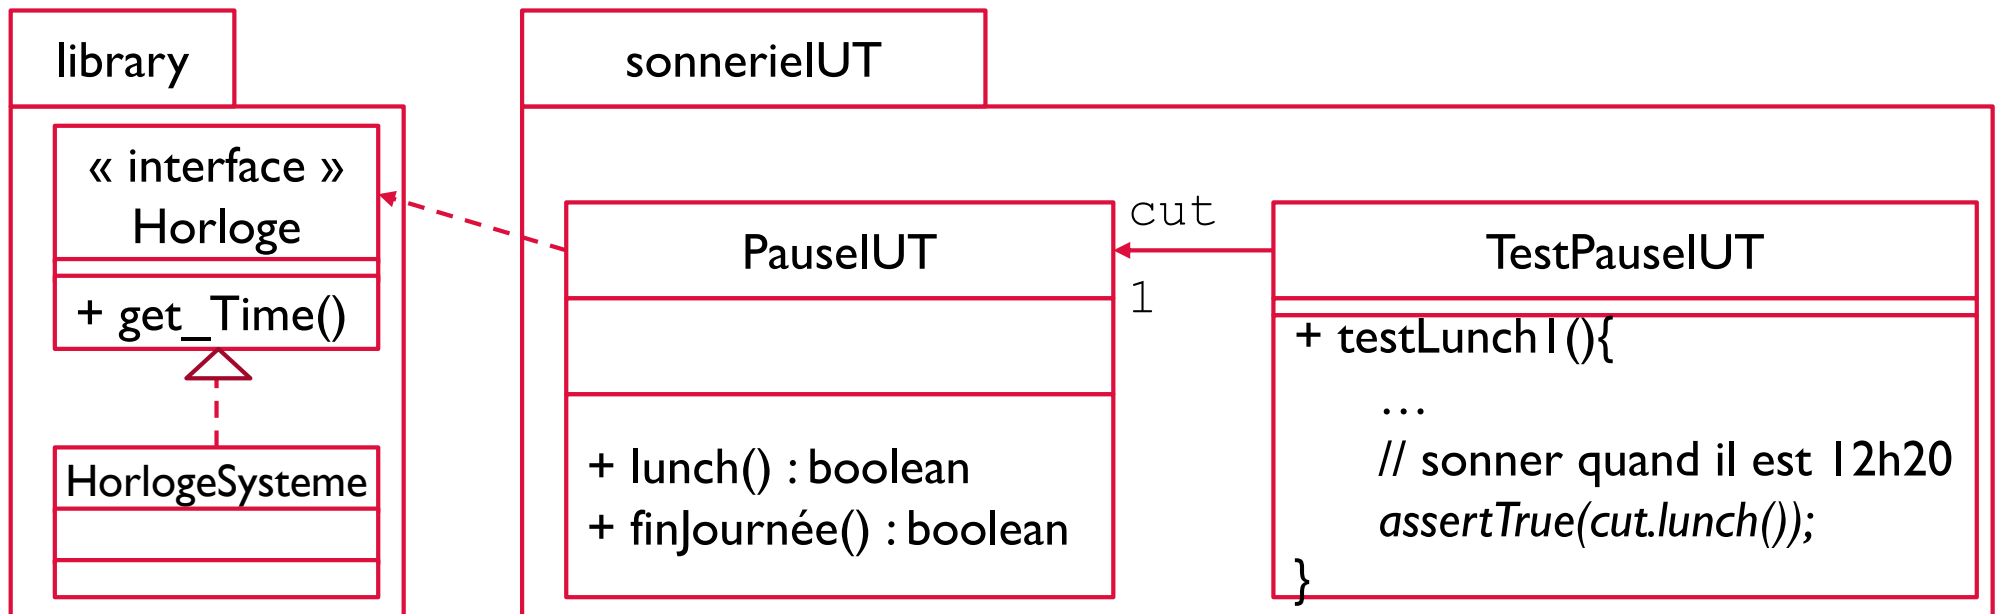 library
« interface »
Horloge
+ get_Time()
HorlogeSysteme
sonnerieIUT
PauseIUT
+ lunch() : boolean
+ finJournée() : boolean
cut
1
TestPauseIUT
+ testLunch1(){
…
// sonner quand il est 12h20
assertTrue(cut.lunch());
}